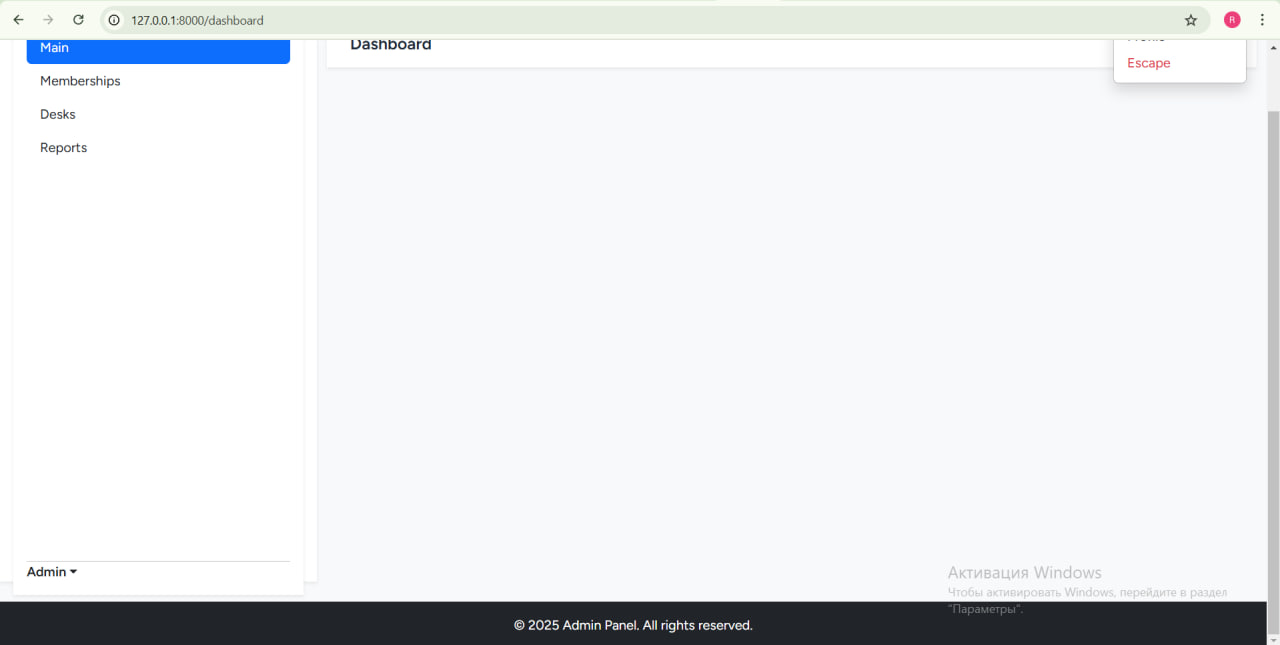 127.0.0.1:8000/dashboard
R
Main
Memberships
Desks
Reports
Admin
Dashboard
Escape
Активация Windows
Чтобы активировать Windows, перейдите в раздел
"Параметры".
© 2025 Admin Panel. All rights reserved.